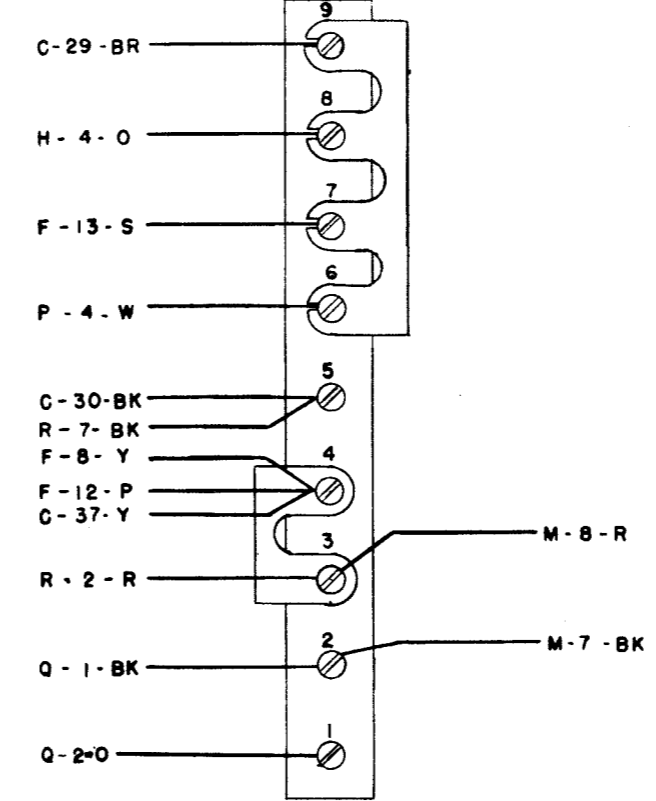 9
C-29-BR
8
H-4-O
7
F-13-S
6
P-4-W
5
C-30-BK
R-7-BK
F-8-Y
4
F-12-P
C-37-Y
3
M-8-R
R-2-R
2
M-7-BK
Q-1-BK
1
Q-2-O